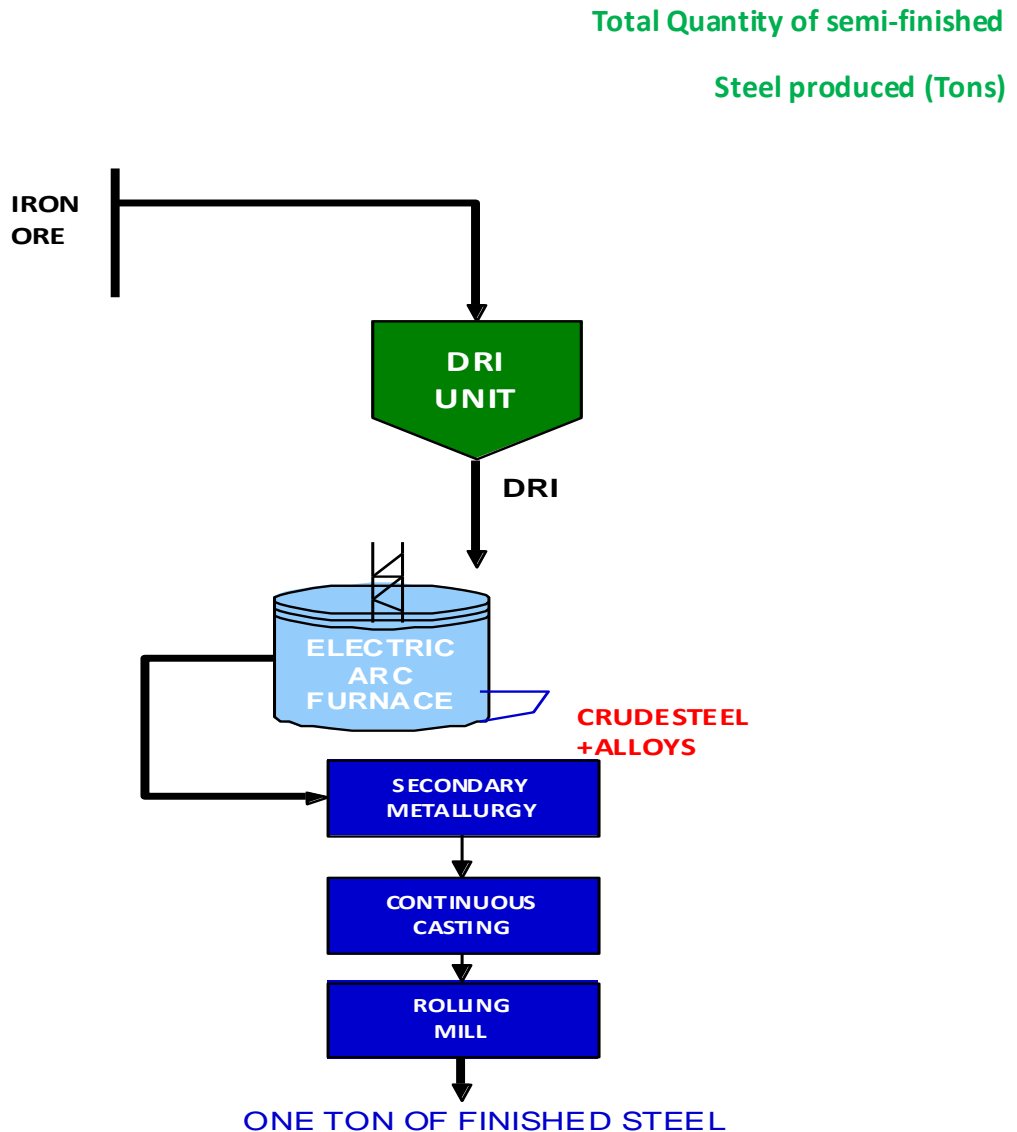 Total Quantity of semi-finished
Steel produced (Tons)
IRON
ORE
DRI
UNIT
DRI
ELECTRIC
ARC
FURNACE
CRUDESTEEL
+ALLOYS
SECONDARY
METALLURGY
CONTINUOUS
CASTING
ROLLING
MILL
ONE TON OF FINISHED STEEL